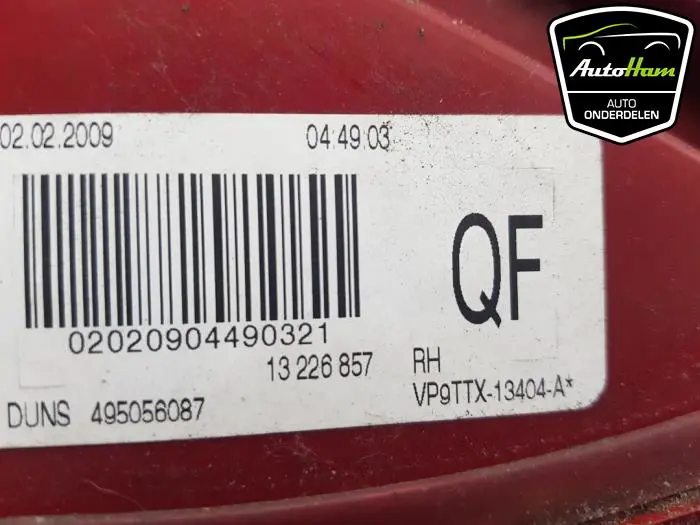 AutoHam
AUTO
ONDERDELEN
02.02.2009 04:49:03
QF
02020904490321
13 226 857 RH
DUNS 495056087 VP9TTX-13404-A*